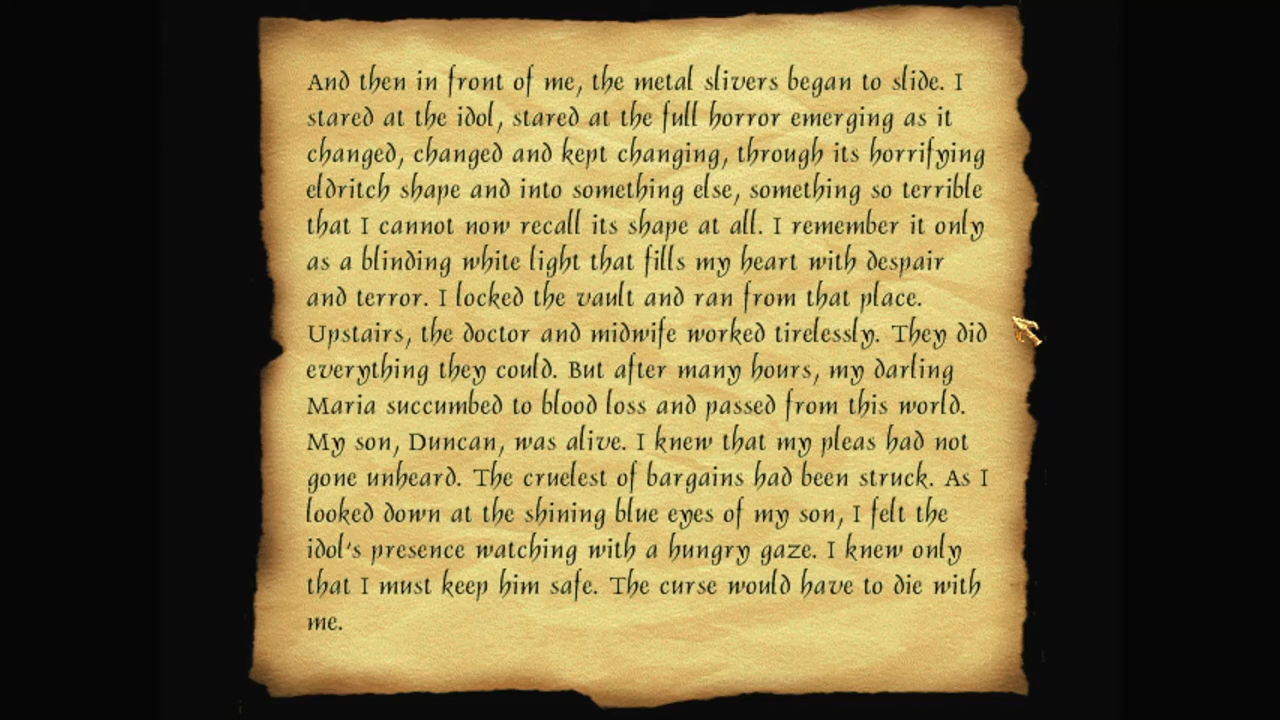 And then in front of me, the metal slivers began to slide. I
stared at the idol, stared at the full horror emerging as it
changed, changed and kept changing, through its horrifying
eldritch shape and into something else, something so terrible
that I cannot now recall its shape at all. I remember it only
as a blinding white light that fills my heart with despair
and terror. I locked the vault and ran from that place.
Upstairs, the doctor and midwife worked tirelessly. They did
everything they could. But after many hours, my darling
Maria succumbed to blood loss and passed from this world.
My son, Duncan, was alive. I knew that my pleas had not
gone unheard. The cruelest of bargains had been struck. As I
looked down at the shining blue eyes of my son, I felt the
idol's presence watching with a hungry gaze. I knew only
that I must keep him safe. The curse would have to die with
me.